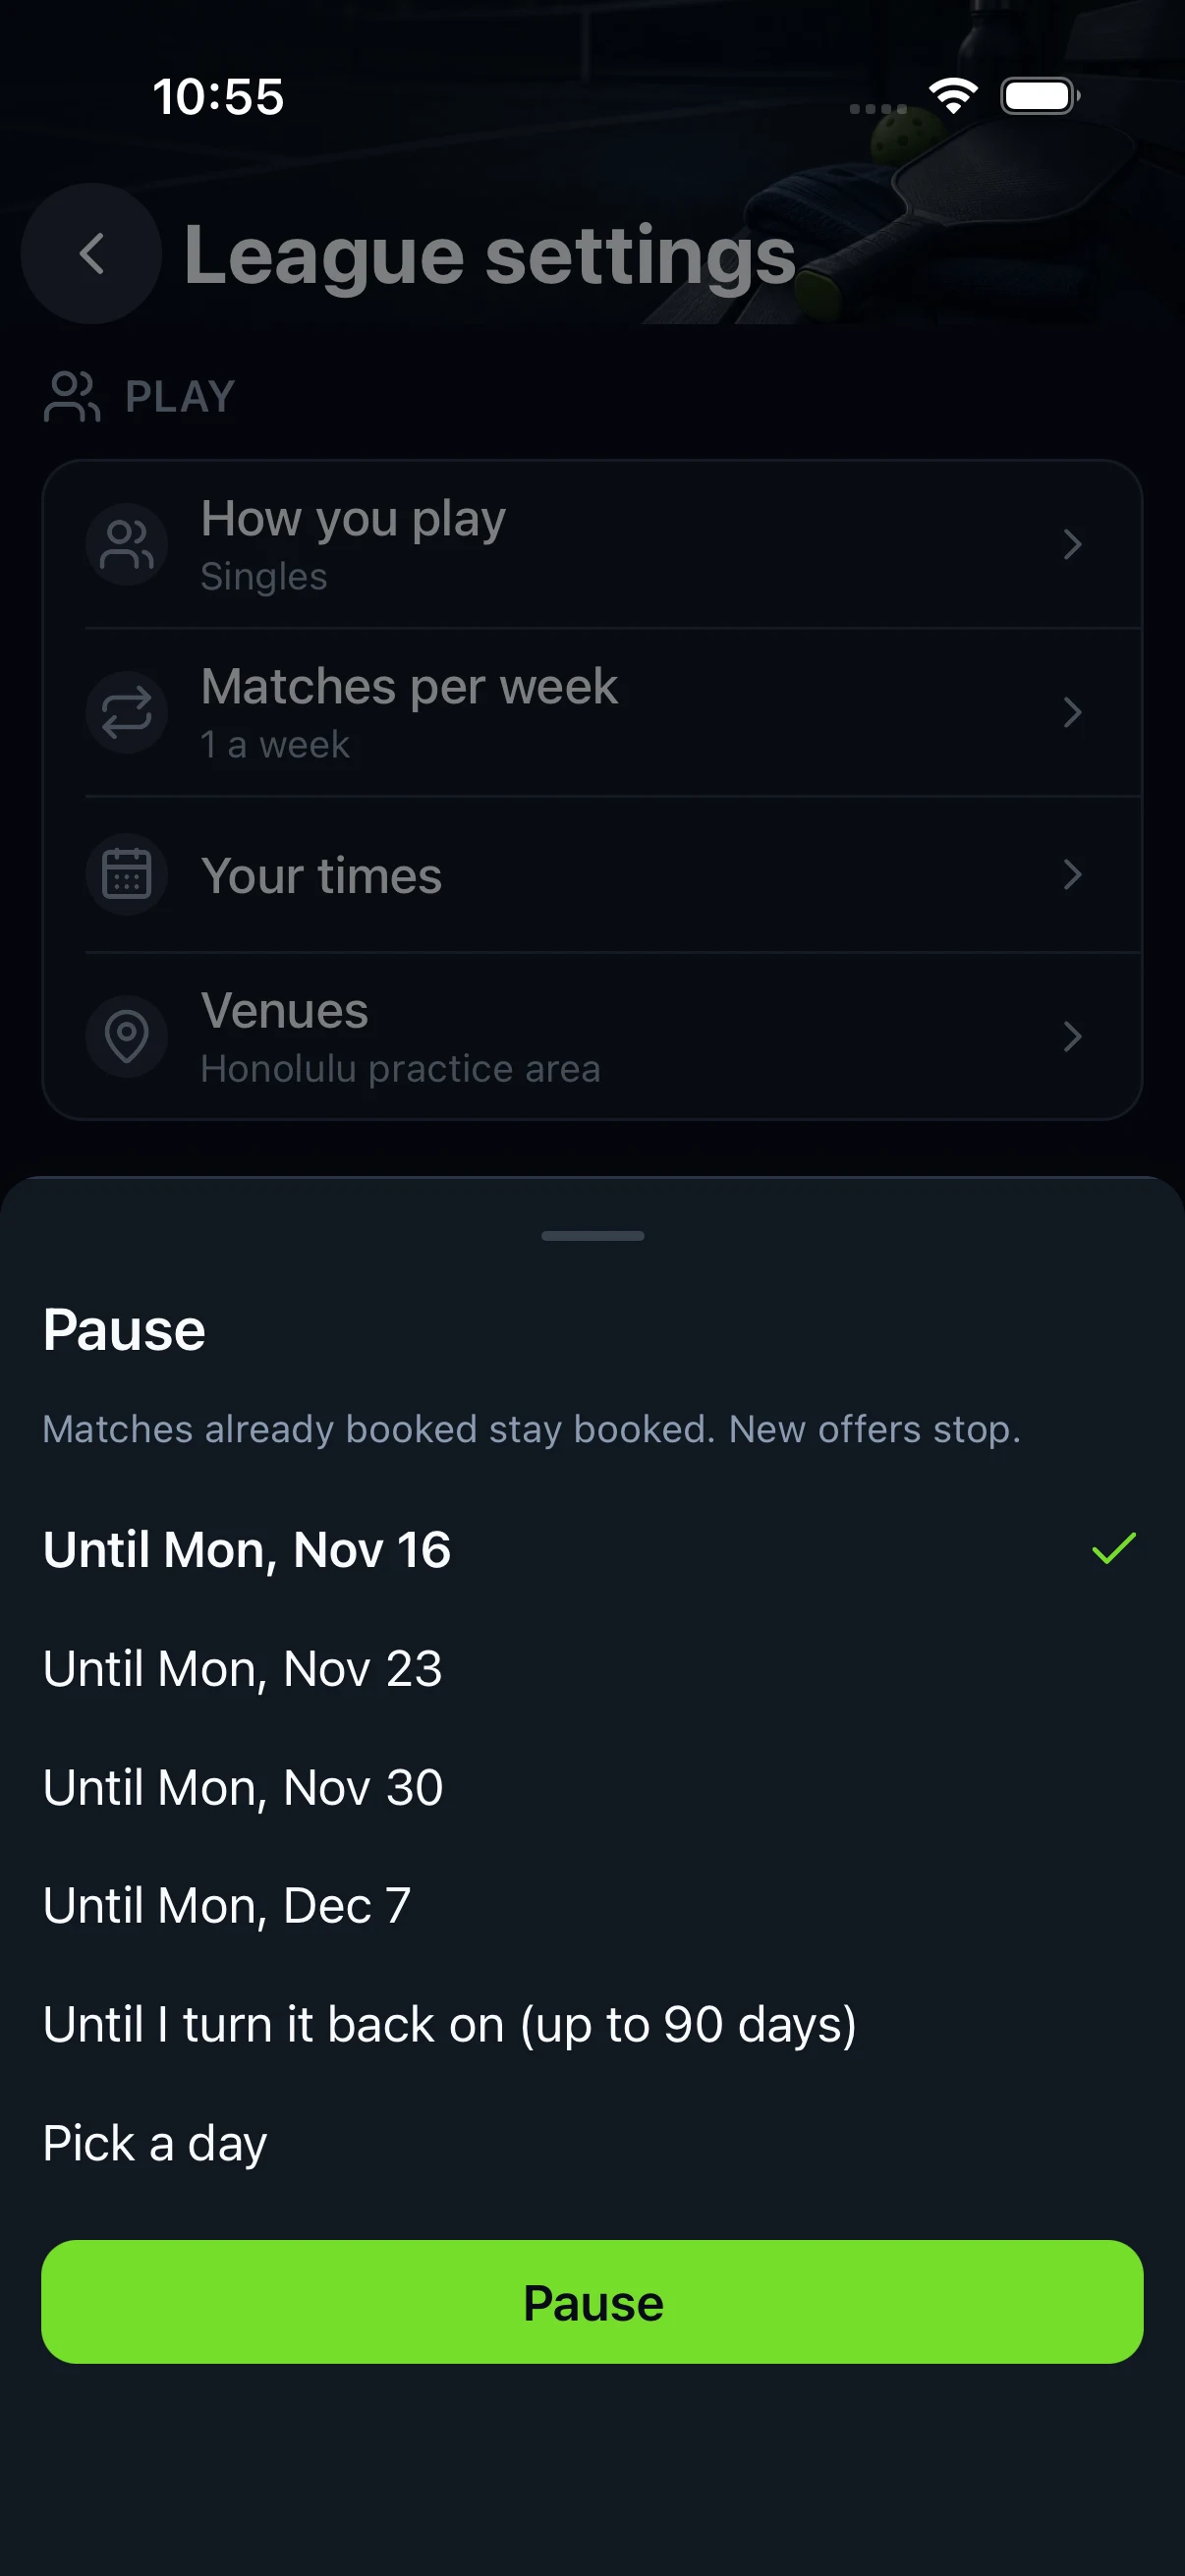 10:55
League settings
PLAY
How you play
Singles
Matches per week
1 a week
Your times
Venues
Honolulu practice area
Pause
Matches already booked stay booked. New offers stop.
Until Mon, Nov 16
Until Mon, Nov 23
Until Mon, Nov 30
Until Mon, Dec 7
Until I turn it back on (up to 90 days)
Pick a day
Pause